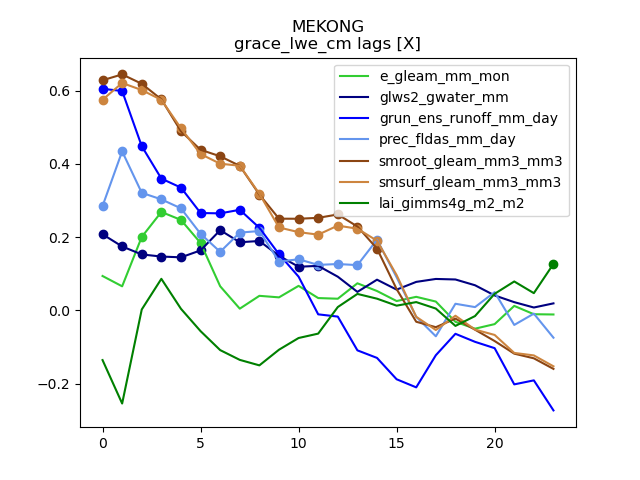 MEKONG
grace_lwe_cm lags [X]
e_gleam_mm_mon
glws2_gwater_mm
grun_ens_runoff_mm_day
prec_fldas_mm_day
smroot_gleam_mm3_mm3
smsurf_gleam_mm3_mm3
lai_gimms4g_m2_m2
0.6
0.4
0.2
0.0
−0.2
0 5 10 15 20